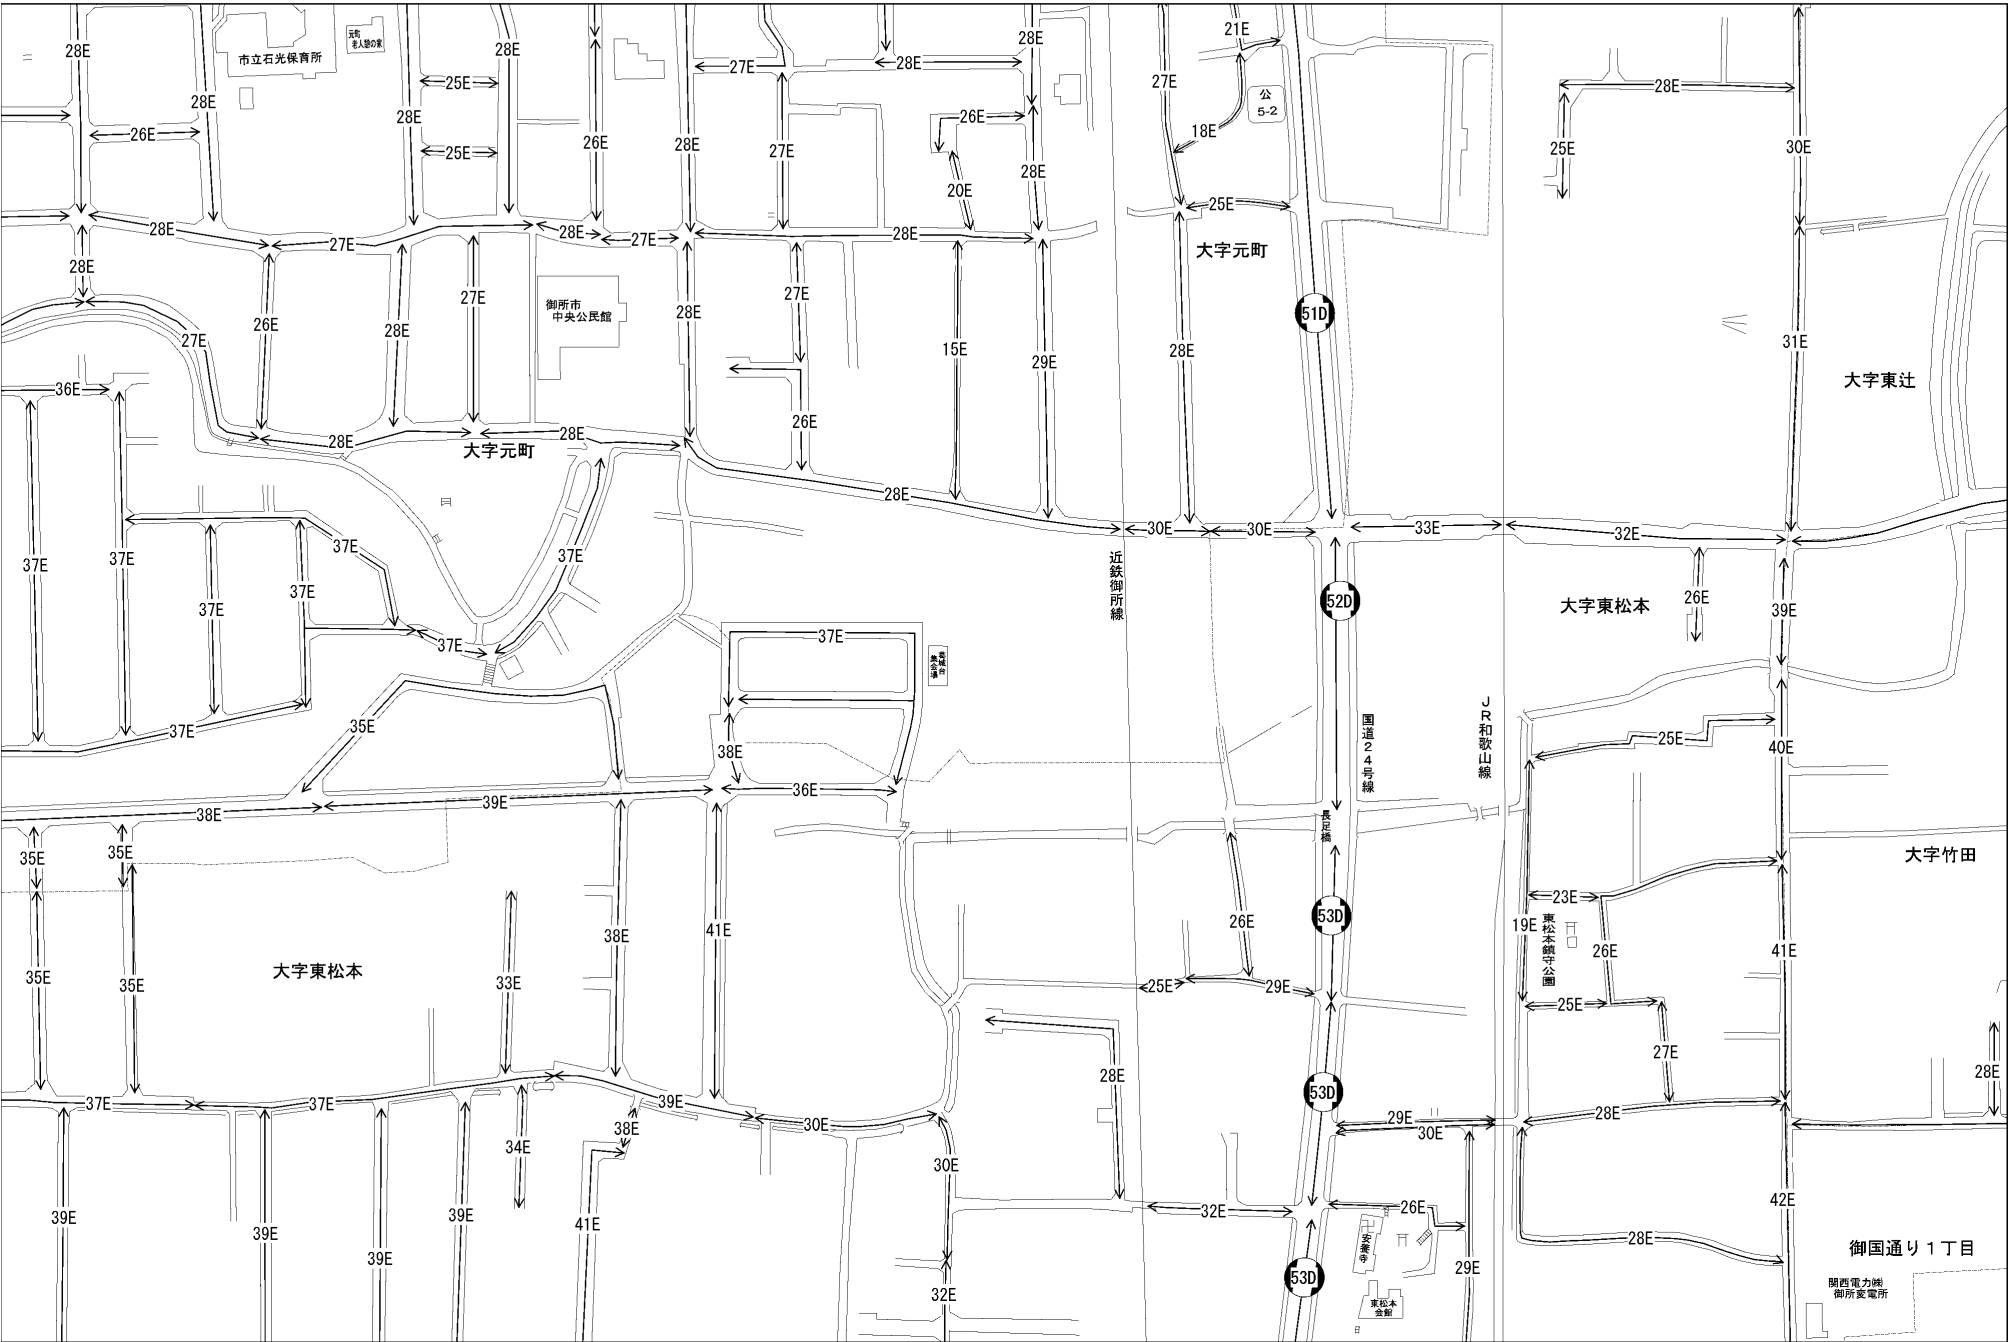 28E
市立石光保育所
元町
老人憩の家
28E
28E
28E
21E
27E
28E
28E
25E
27E
28E
28E
公
5-2
28E
26E
28E
25E
26E
28E
27E
26E
18E
25E
30E
28E
20E
25E
28E
27E
28E
27E
28E
大字元町
28E
27E
27E
御所市
中央公民館
28E
51D
26E
28E
27E
15E
29E
28E
31E
大字東辻
36E
26E
28E
28E
大字元町
28E
30E
30E
33E
32E
37E
37E
37E
37E
近鉄御所線
37E
37E
52D
26E
大字東松本
39E
37E
37E
葛城台
集会場
37E
35E
38E
国道24号線
JR和歌山線
25E
40E
38E
39E
36E
長足橋
35E
35E
大字竹田
23E
26E
53D
19E
東松本鎮守公園
26E
41E
38E
41E
35E
35E
大字東松本
33E
25E
29E
25E
27E
28E
28E
37E
37E
39E
53D
29E
30E
28E
30E
38E
34E
30E
39E
39E
39E
39E
41E
32E
26E
42E
卍安養寺
28E
御国通り1丁目
53D
29E
32E
関西電力㈱
御所変電所
東松本
会館